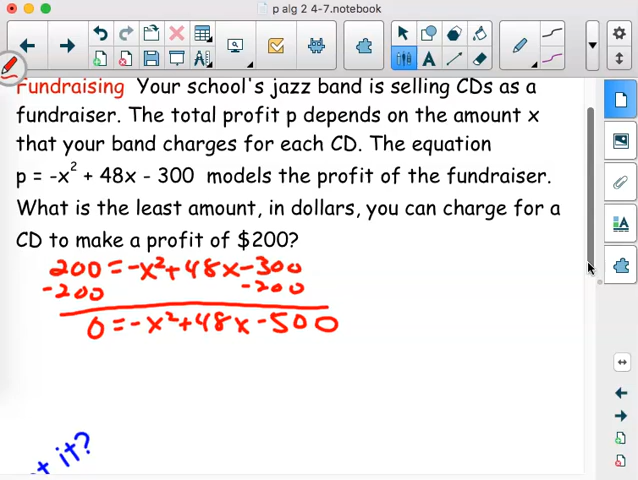 p alg 2 4-7.notebook
Fundraising Your school's jazz band is selling CDs as a
fundraiser. The total profit p depends on the amount x
that your band charges for each CD. The equation
p = -x² + 48x - 300 models the profit of the fundraiser.
What is the least amount, in dollars, you can charge for a
CD to make a profit of $200?
200 = -x² + 48x - 300
-200 -200
0 = -x² + 48x - 500
it?